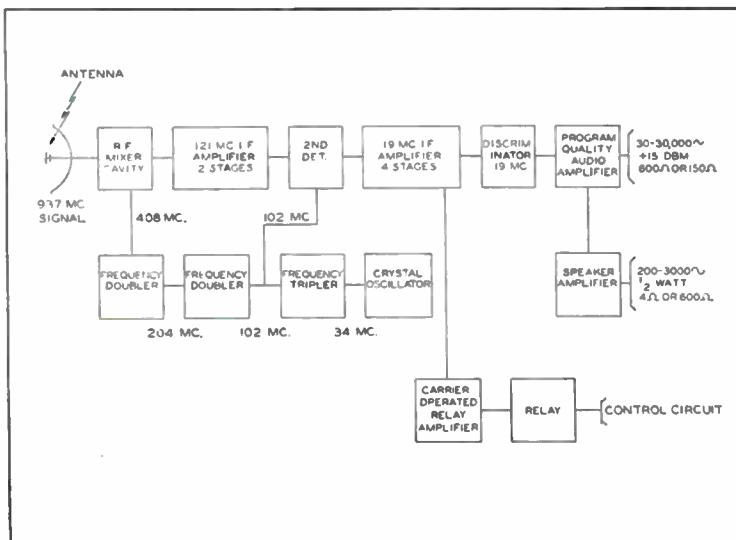 ANTENNA
937 MC
SIGNAL
R F
MIXER
CAVITY
121 MC I F
AMPLIFIER
2 STAGES
2ND
DET.
19 MC I F
AMPLIFIER
4 STAGES
DISCRIM
INATOR
19 MC
PROGRAM
QUALITY
AUDIO
AMPLIFIER
30-30,000~
+15 DBM
600Ω OR 150Ω
408 MC.
102 MC
FREQUENCY
DOUBLER
FREQUENCY
DOUBLER
FREQUENCY
TRIPLER
CRYSTAL
OSCILLATOR
204 MC.
102 MC.
34 MC.
SPEAKER
AMPLIFIER
200-3000~
1/2 WATT
4Ω OR 600Ω
CARRIER
OPERATED
RELAY
AMPLIFIER
RELAY
CONTROL CIRCUIT